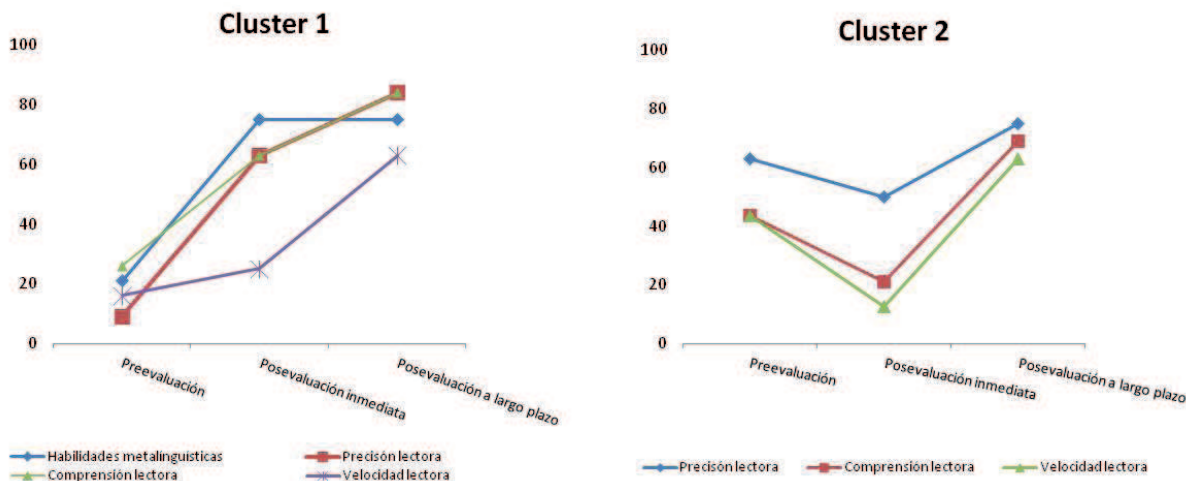 Cluster 1
100
80
60
40
20
0
Preevaluación
Posevaluación inmediata
Posevaluación a largo plazo
Habilidades metalinguísticas
Precisón lectora
Comprensión lectora
Velocidad lectora
Cluster 2
100
80
60
40
20
0
Preevaluación
Posevaluación inmediata
Posevaluación a largo plazo
Precisón lectora
Comprensión lectora
Velocidad lectora